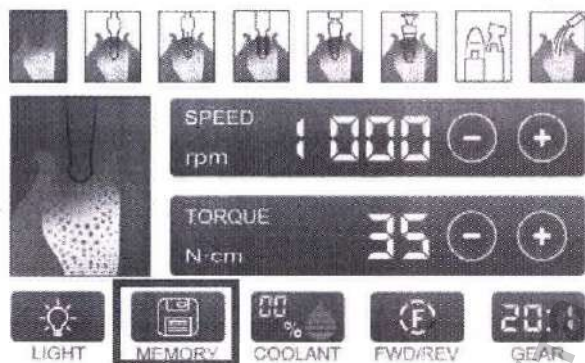 SPEED
rpm
1000
TORQUE
N·cm
35
00
%
F
20:1
LIGHT
MEMORY
COOLANT
FWD/REV
GEAR